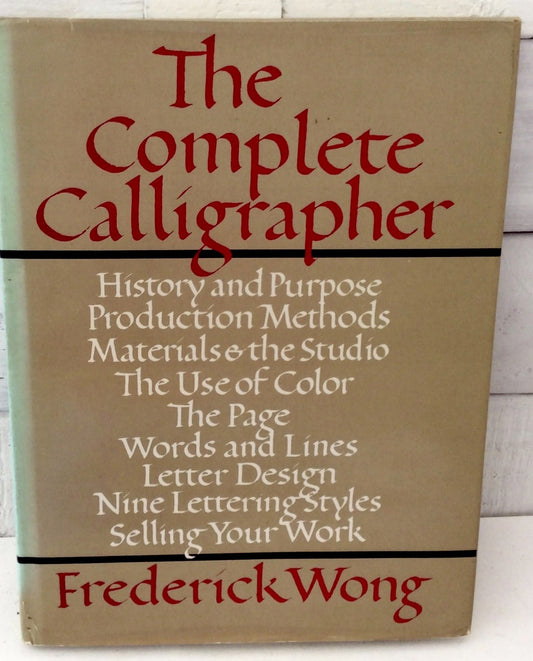 The
Complete
Calligrapher
History and Purpose
Production Methods
Materials & the Studio
The Use of Color
The Page
Words and Lines
Letter Design
Nine Lettering Styles
Selling Your Work
Frederick Wong